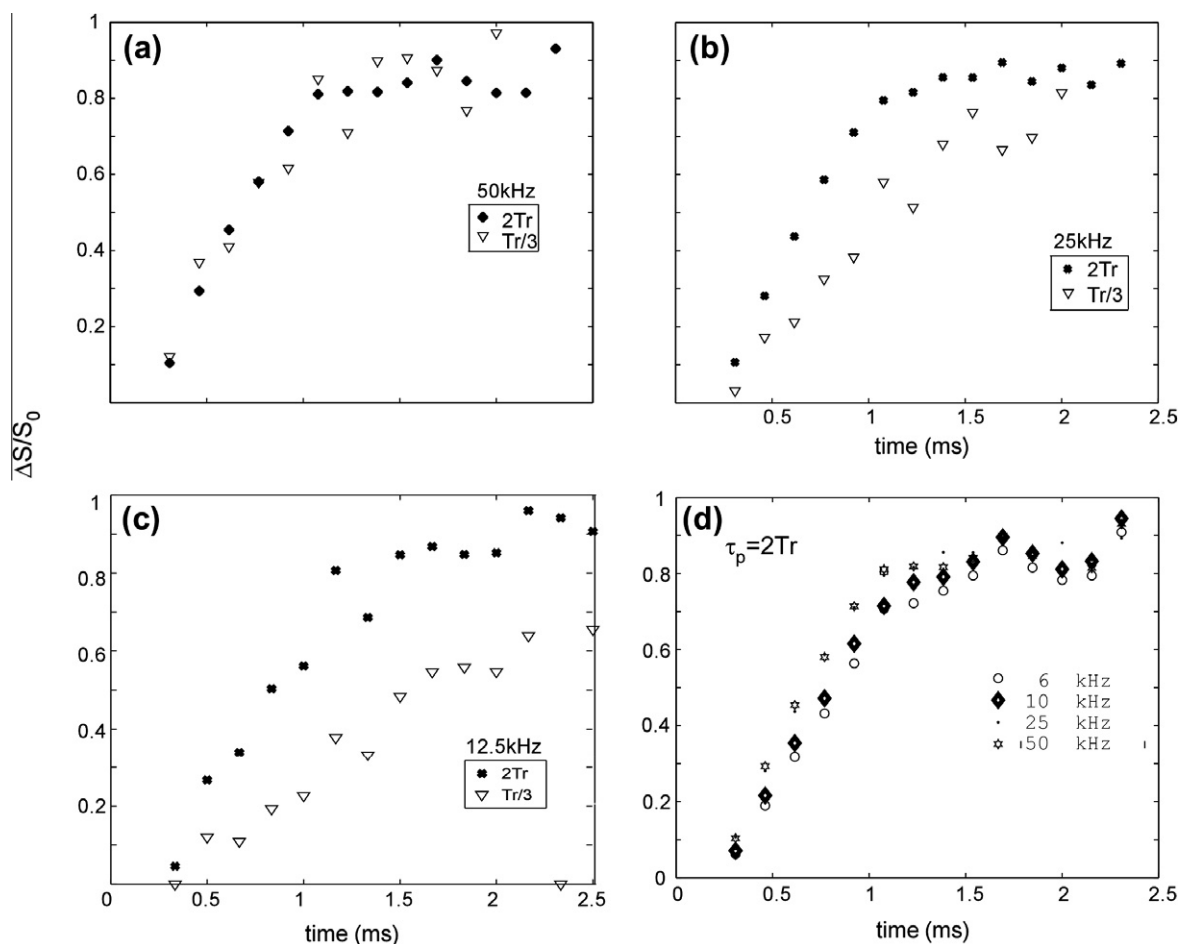 ΔS/S0
(a)
1
0.8
0.6
0.4
0.2
50kHz
2Tr
Tr/3
(b)
25kHz
2Tr
Tr/3
0.5
1
1.5
2
2.5
time (ms)
(c)
1
0.8
0.6
0.4
0.2
0
12.5kHz
2Tr
Tr/3
0
0.5
1
1.5
2
2.5
time (ms)
(d)
τp=2Tr
1
0.8
0.6
0.4
0.2
0
6 kHz
10 kHz
25 kHz
50 kHz
0
0.5
1
1.5
2
2.5
time (ms)